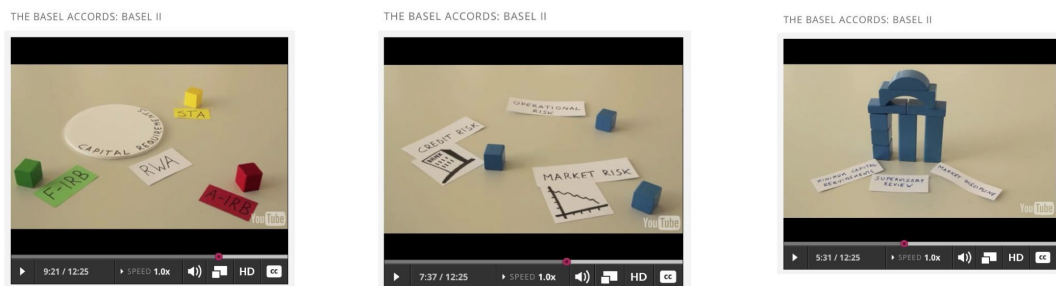 THE BASEL ACCORDS: BASEL II
STA
CAPITAL REQUIREMENTS
RWA
F-IRB
A-IRB
YouTube
9:21 / 12:25 SPEED 1.0x HD CC
THE BASEL ACCORDS: BASEL II
OPERATIONAL
RISK
CREDIT RISK
BANK
MARKET RISK
YouTube
7:37 / 12:25 SPEED 1.0x HD CC
THE BASEL ACCORDS: BASEL II
MINIMUM CAPITAL
REQUIREMENTS
SUPERVISORY
REVIEW
MARKET DISCIPLINE
YouTube
5:31 / 12:25 SPEED 1.0x HD CC